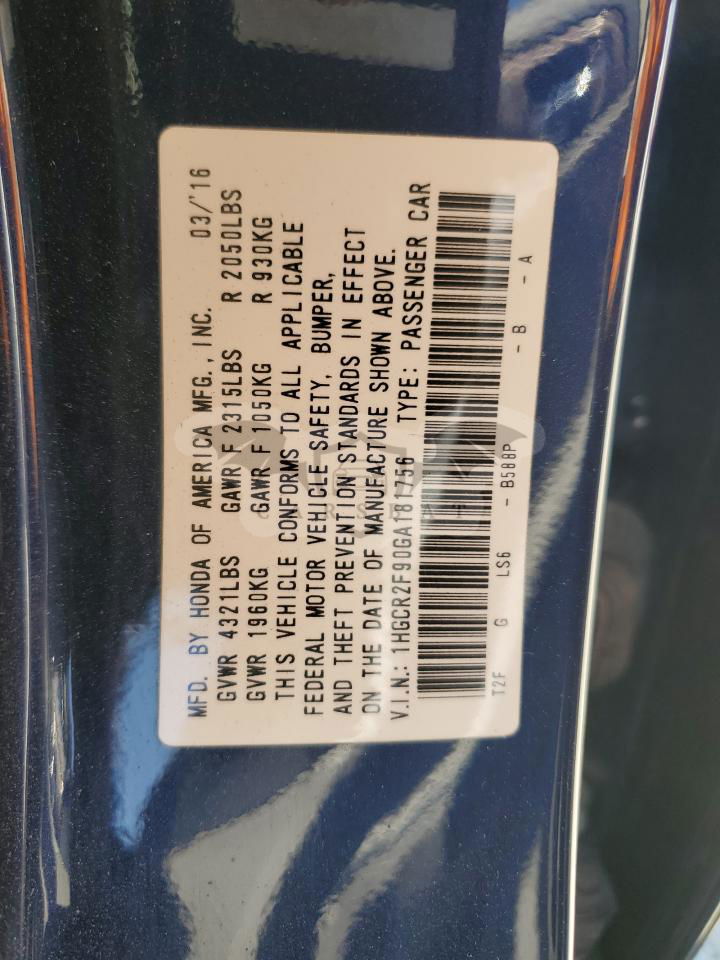 MFD. BY HONDA OF AMERICA MFG., INC. 03/'16
GVWR 4321LBS GAWR F 2315LBS R 2050LBS
GVWR 1960KG GAWR F 1050KG R 930KG
THIS VEHICLE CONFORMS TO ALL APPLICABLE
FEDERAL MOTOR VEHICLE SAFETY, BUMPER,
AND THEFT PREVENTION STANDARDS IN EFFECT
ON THE DATE OF MANUFACTURE SHOWN ABOVE.
V.I.N.: 1HGCR2F90GA181756 TYPE: PASSENGER CAR
T2F G LS6 - B588P - B - A